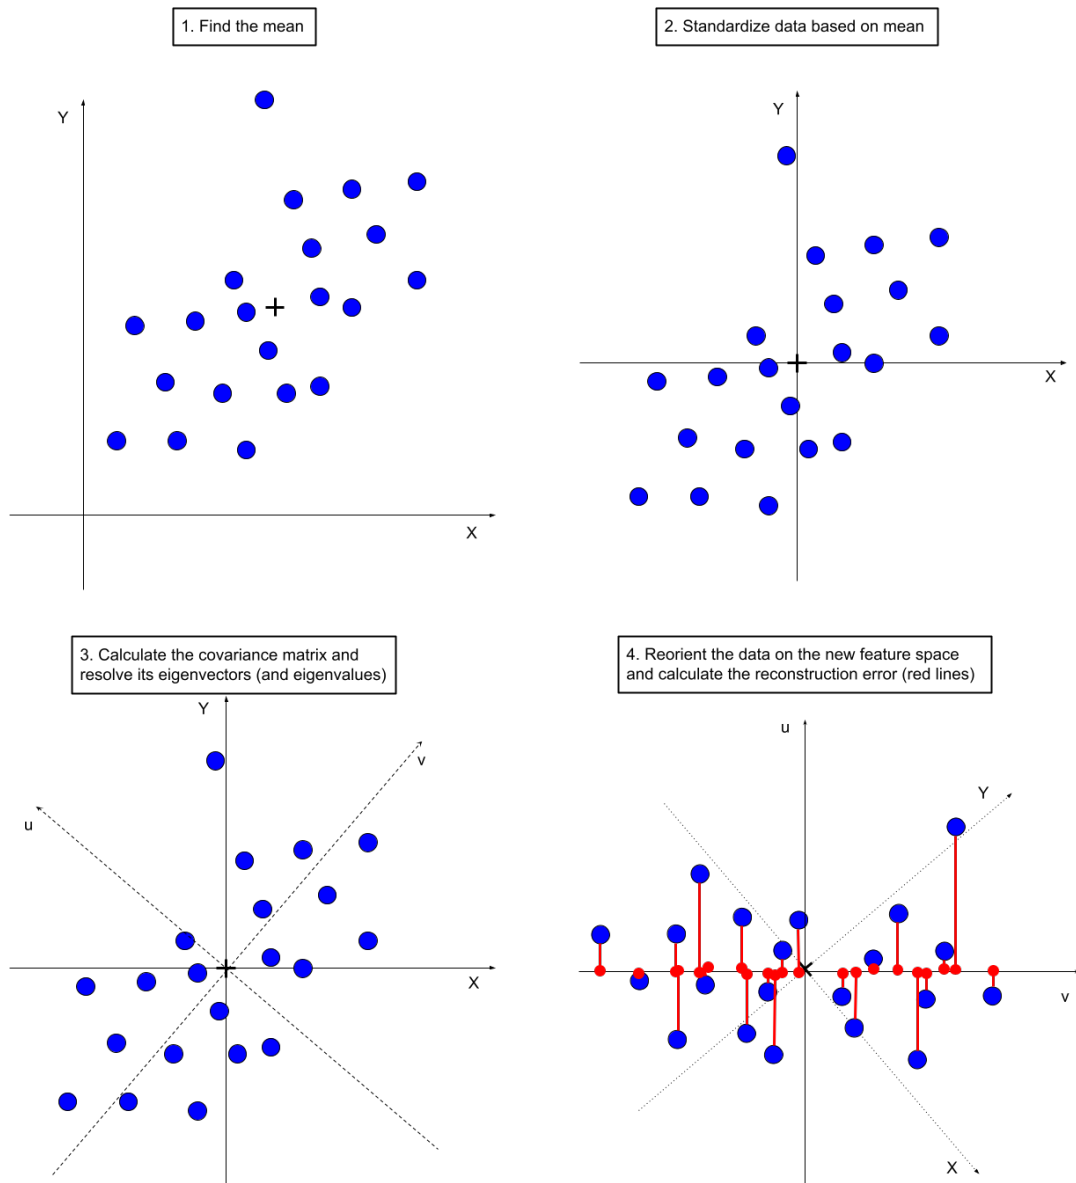 1. Find the mean
2. Standardize data based on mean
Y
X
Y
X
3. Calculate the covariance matrix and
resolve its eigenvectors (and eigenvalues)
Y
v
u
X
4. Reorient the data on the new feature space
and calculate the reconstruction error (red lines)
u
Y
v
X